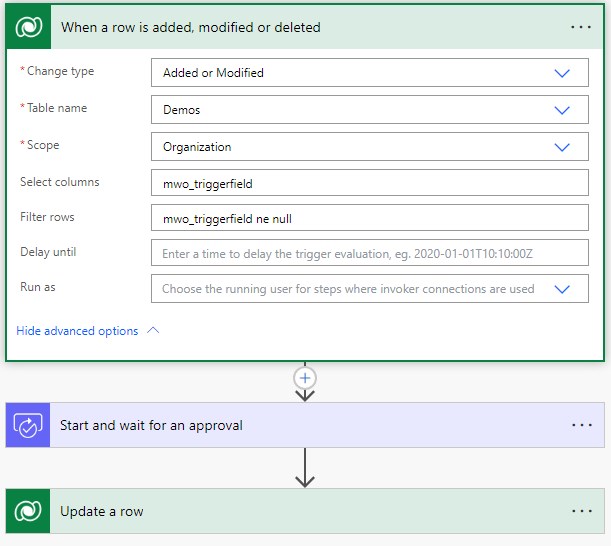 When a row is added, modified or deleted
* Change type
Added or Modified
* Table name
Demos
* Scope
Organization
Select columns
mwo_triggerfield
Filter rows
mwo_triggerfield ne null
Delay until
Enter a time to delay the trigger evaluation, eg. 2020-01-01T10:10:00Z
Run as
Choose the running user for steps where invoker connections are used
Hide advanced options
Start and wait for an approval
Update a row